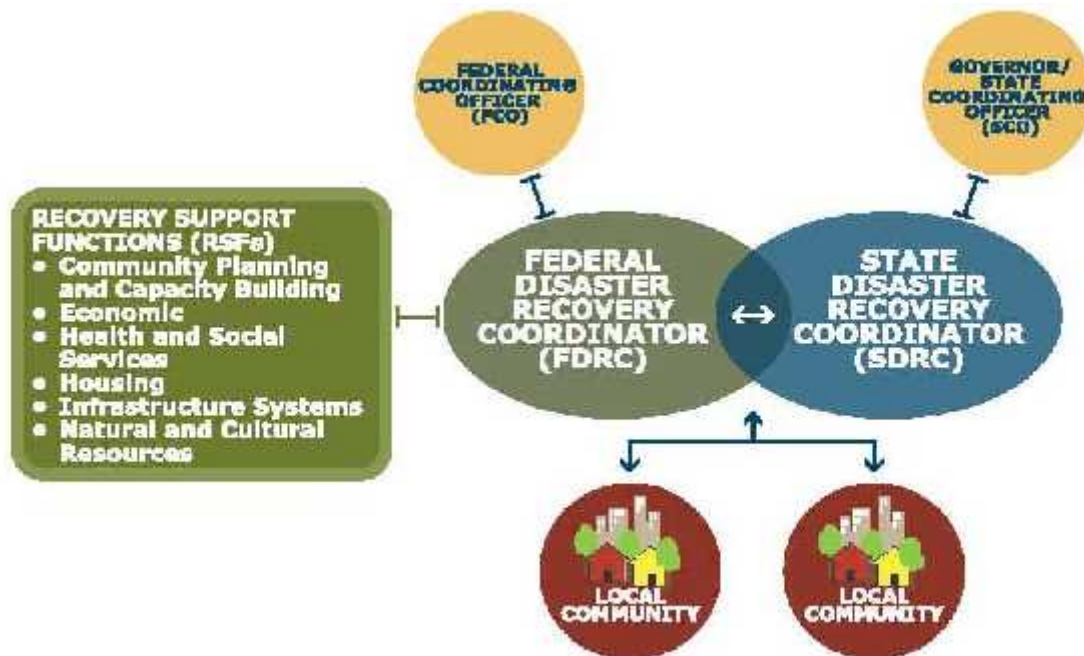 FEDERAL
COORDINATING
OFFICER
(FCO)
GOVERNOR/
STATE
COORDINATING
OFFICER
(SCO)
RECOVERY SUPPORT
FUNCTIONS (RSFs)
● Community Planning
and Capacity Building
● Economic
● Health and Social
Services
● Housing
● Infrastructure Systems
● Natural and Cultural
Resources
FEDERAL
DISASTER
RECOVERY
COORDINATOR
(FDRC)
STATE
DISASTER
RECOVERY
COORDINATOR
(SDRC)
LOCAL
COMMUNITY
LOCAL
COMMUNITY